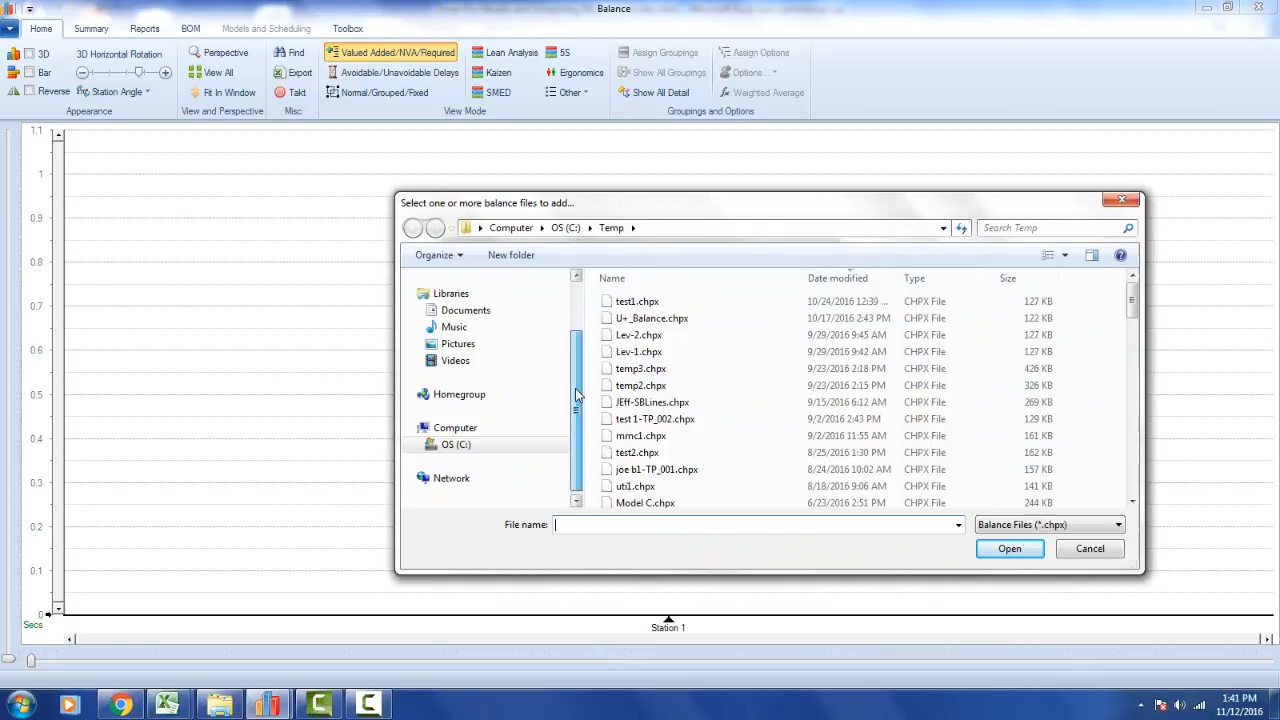 Balance
Home Summary Reports BOM Models and Scheduling Toolbox
3D 3D Horizontal Rotation Perspective Find Valued Added/NVA/Required Lean Analysis 5S Assign Groupings Assign Options
Bar View All Export Avoidable/Unavoidable Delays Kaizen Ergonomics Show All Groupings Options...
Reverse Station Angle Fit In Window Takt Normal/Grouped/Fixed SMED Other Show All Detail Weighted Average
Appearance View and Perspective Misc View Mode Groupings and Options
1.1
1
0.9
0.8
0.7
0.6
0.5
0.4
0.3
0.2
0.1
0
Secs
Station 1
Select one or more balance files to add...
Computer OS (C:) Temp Search Temp
Organize New folder
Libraries
Documents
Music
Pictures
Videos
Homegroup
Computer
OS (C:)
Network
Name Date modified Type Size
test1.chpx 10/24/2016 12:39 ... CHPX File 127 KB
U+_Balance.chpx 10/17/2016 2:43 PM CHPX File 127 KB
Lev-2.chpx 9/29/2016 9:45 AM CHPX File 127 KB
Lev-1.chpx 9/29/2016 9:42 AM CHPX File 127 KB
temp3.chpx 9/23/2016 2:18 PM CHPX File 426 KB
temp2.chpx 9/23/2016 2:15 PM CHPX File 326 KB
JEff-SBLines.chpx 9/15/2016 6:12 AM CHPX File 269 KB
test 1-TP_002.chpx 9/2/2016 2:43 PM CHPX File 161 KB
mmc1.chpx 9/2/2016 11:55 AM CHPX File 161 KB
test2.chpx 8/25/2016 1:30 PM CHPX File 162 KB
joe b1-TP_001.chpx 8/24/2016 10:02 AM CHPX File 157 KB
uti1.chpx 8/18/2016 9:06 AM CHPX File 141 KB
Model C.chpx 6/23/2016 2:51 PM CHPX File 244 KB
File name: Balance Files (*.chpx)
Open Cancel
1:41 PM
11/12/2016